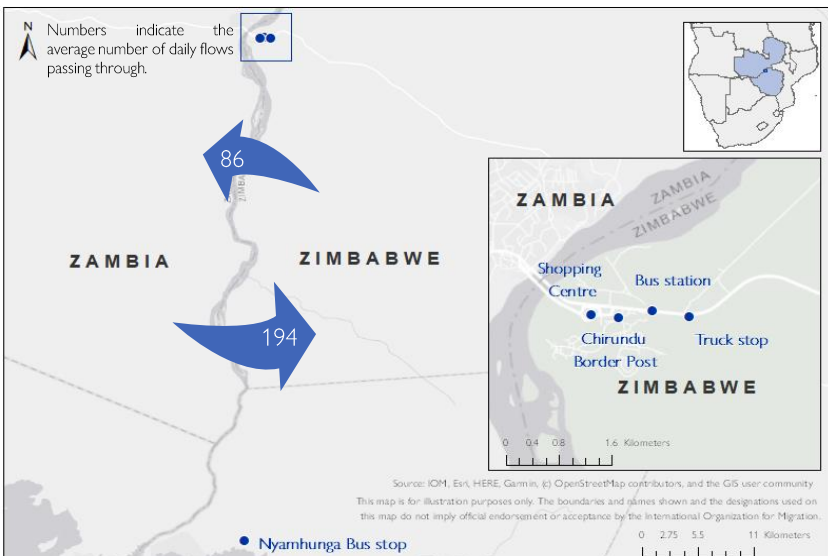 N
Numbers indicate the
average number of daily flows
passing through.
86
ZAMBIA
ZIMBABWE
194
Nyamhunga Bus stop
ZAMBIA
ZAMBIA
ZIMBABWE
Shopping
Centre
Bus station
Chirundu
Border Post
Truck stop
ZIMBABWE
0 0.4 0.8 1.6 Kilometers
Source: IOM, Esri, HERE, Garmin, (c) OpenStreetMap contributors, and the GIS user community
This map is for illustration purposes only. The boundaries and names shown and the designations used on
this map do not imply official endorsement or acceptance by the International Organization for Migration.
0 2.75 5.5 11 Kilometers